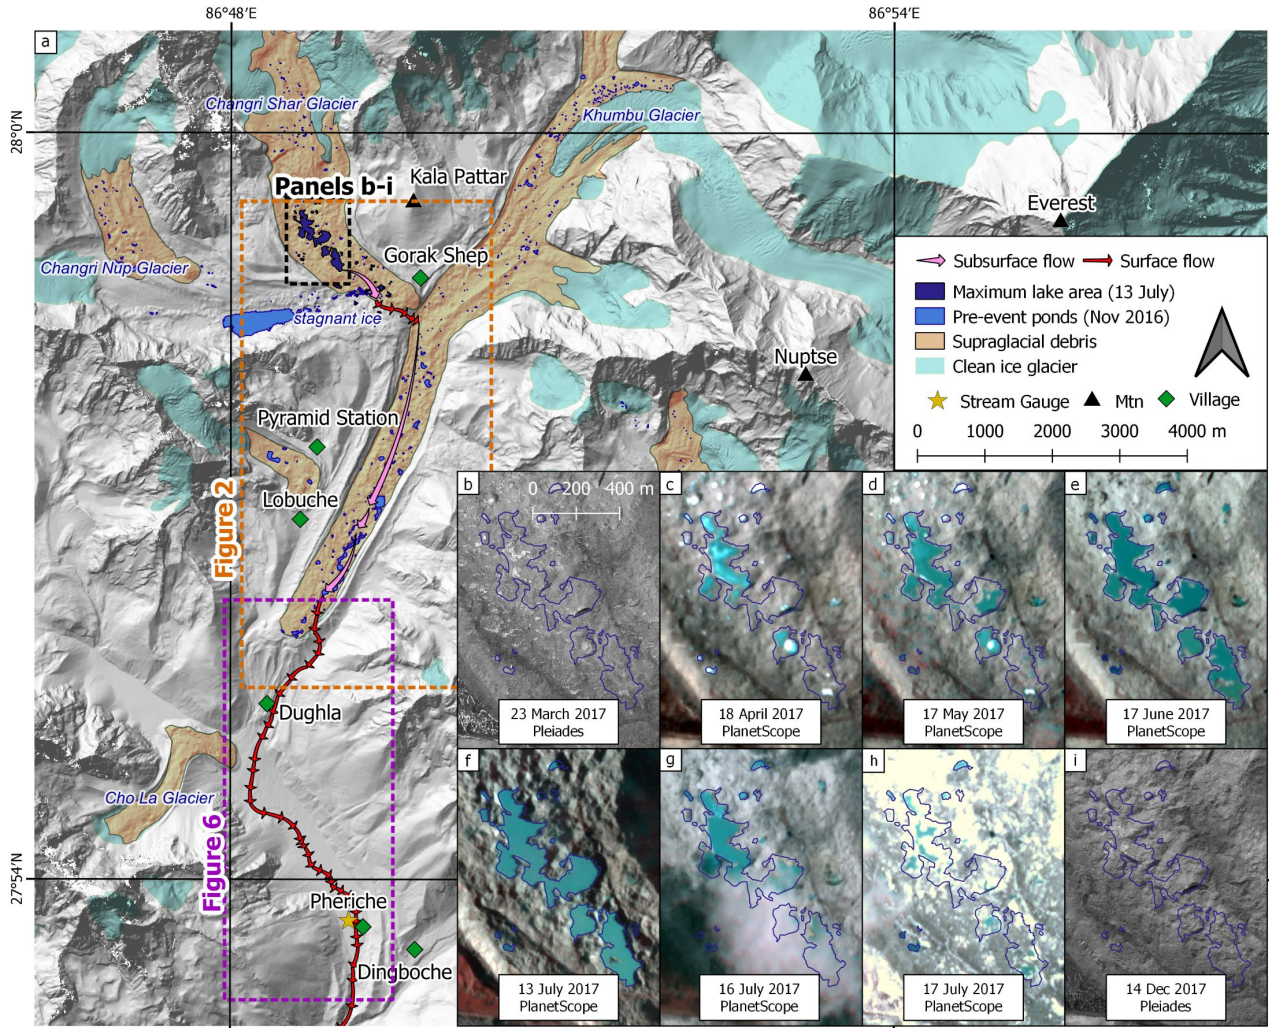 86°48′E
86°54′E
a
Changri Shar Glacier
Khumbu Glacier
28°0′N
Panels b-i
Kala Pattar
Everest
Gorak Shep
Changri Nup Glacier
stagnant ice
Subsurface flow
Surface flow
Maximum lake area (13 July)
Pre-event ponds (Nov 2016)
Supraglacial debris
Clean ice glacier
Stream Gauge
Mtn
Village
0 1000 2000 3000 4000 m
Nuptse
Pyramid Station
Lobuche
Figure 2
b
0 200 400 m
23 March 2017
Pleiades
c
18 April 2017
PlanetScope
d
17 May 2017
PlanetScope
e
17 June 2017
PlanetScope
Dughla
Cho La Glacier
Figure 6
27°54′N
Pheriche
Dingboche
f
13 July 2017
PlanetScope
g
16 July 2017
PlanetScope
h
17 July 2017
PlanetScope
i
14 Dec 2017
Pleiades